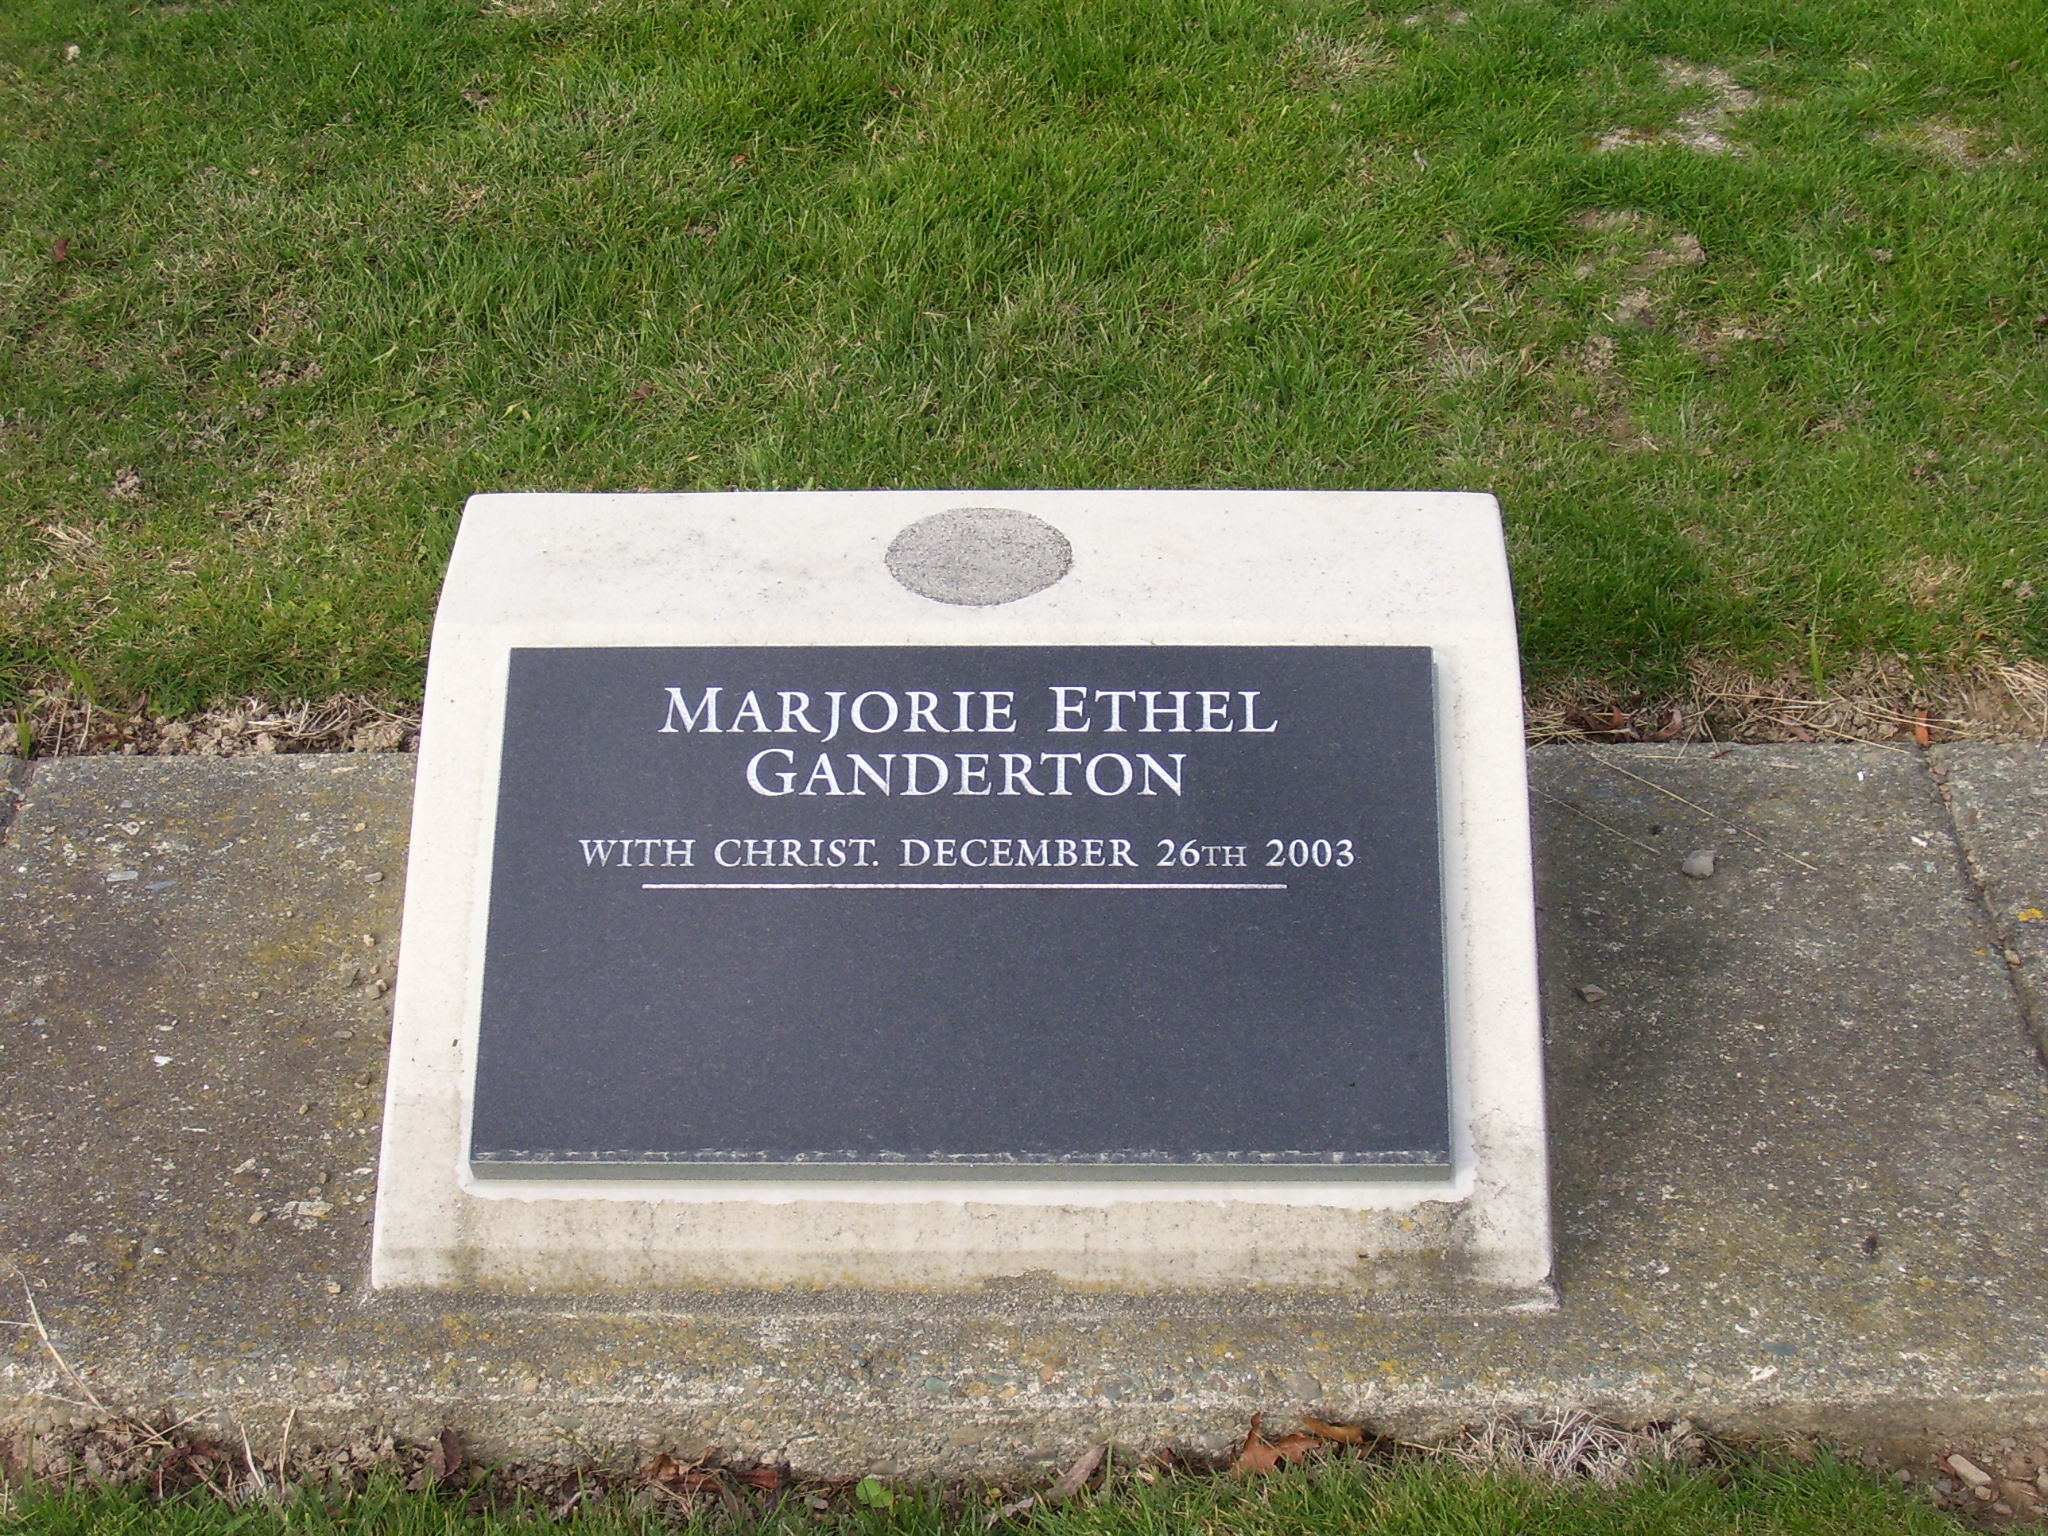 MARJORIE ETHEL
GANDERTON
WITH CHRIST. DECEMBER 26TH 2003